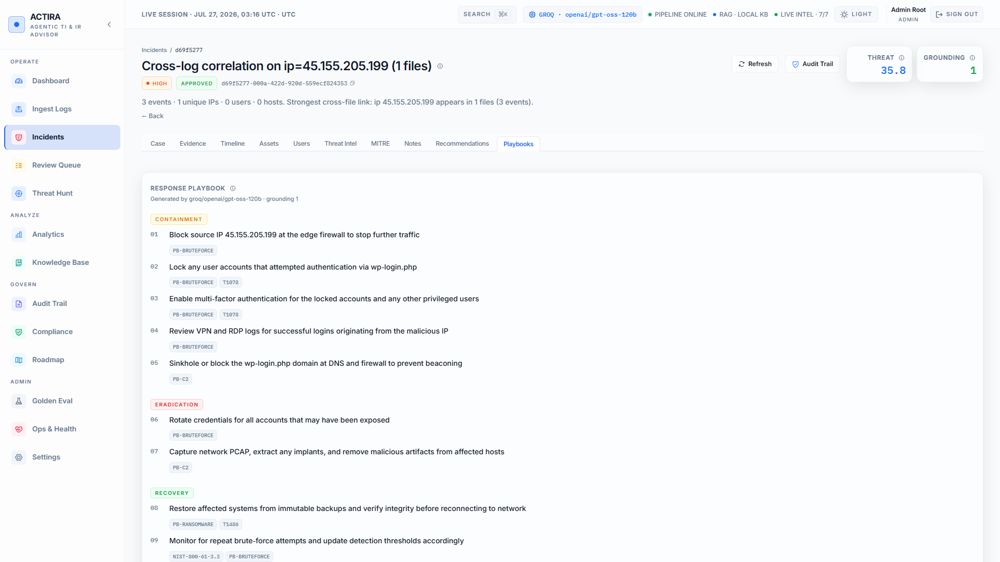 ACTIRA
AGENTIC TI & IR
ADVISOR
OPERATE
Dashboard
Ingest Logs
Incidents
Review Queue
Threat Hunt
ANALYZE
Analytics
Knowledge Base
GOVERN
Audit Trail
Compliance
Roadmap
ADMIN
Golden Eval
Ops & Health
Settings
LIVE SESSION · JUL 27, 2026, 03:16 UTC · UTC
SEARCH ⌘K
GROQ · openai/gpt-oss-120b
PIPELINE ONLINE
RAG · LOCAL KB
LIVE INTEL · 7/7
LIGHT
Admin Root
ADMIN
SIGN OUT
Incidents / d69f5277
Cross-log correlation on ip=45.155.205.199 (1 files)
HIGH
APPROVED
d69f5277-000a-422d-920d-559ecf824353
3 events · 1 unique IPs · 0 users · 0 hosts. Strongest cross-file link: ip 45.155.205.199 appears in 1 files (3 events).
← Back
Refresh
Audit Trail
THREAT
35.8
GROUNDING
1
Case
Evidence
Timeline
Assets
Users
Threat Intel
MITRE
Notes
Recommendations
Playbooks
RESPONSE PLAYBOOK
Generated by groq/openai/gpt-oss-120b · grounding 1
CONTAINMENT
01 Block source IP 45.155.205.199 at the edge firewall to stop further traffic
PB-BRUTEFORCE
02 Lock any user accounts that attempted authentication via wp-login.php
PB-BRUTEFORCE T1078
03 Enable multi-factor authentication for the locked accounts and any other privileged users
PB-BRUTEFORCE T1078
04 Review VPN and RDP logs for successful logins originating from the malicious IP
PB-BRUTEFORCE
05 Sinkhole or block the wp-login.php domain at DNS and firewall to prevent beaconing
PB-C2
ERADICATION
06 Rotate credentials for all accounts that may have been exposed
PB-BRUTEFORCE
07 Capture network PCAP, extract any implants, and remove malicious artifacts from affected hosts
PB-C2
RECOVERY
08 Restore affected systems from immutable backups and verify integrity before reconnecting to network
PB-RANSOMWARE T1486
09 Monitor for repeat brute-force attempts and update detection thresholds accordingly
NIST-800-61-3.3 PB-BRUTEFORCE